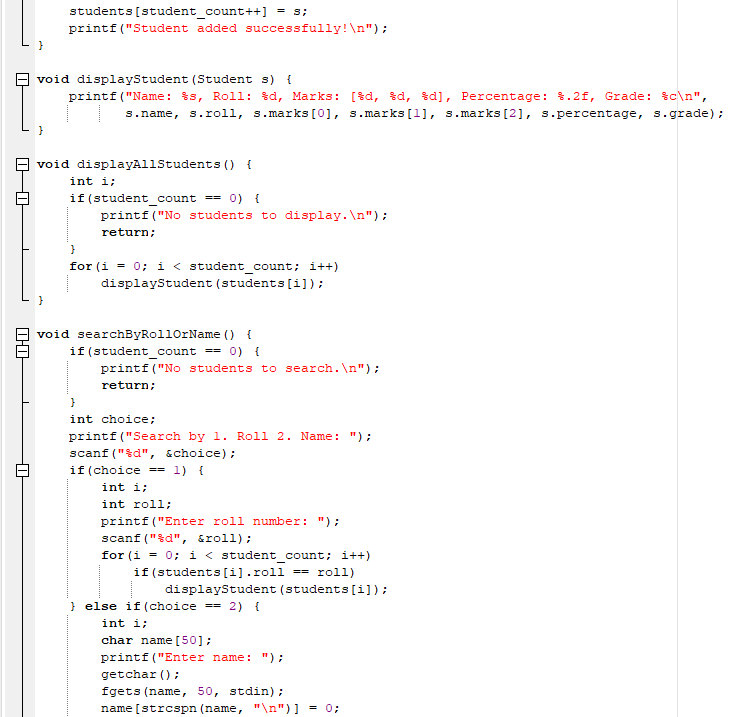 students[student_count++] = s;
printf("Student added successfully!\n");
}
void displayStudent(Student s) {
printf("Name: %s, Roll: %d, Marks: [%d, %d, %d], Percentage: %.2f, Grade: %c\n",
s.name, s.roll, s.marks[0], s.marks[1], s.marks[2], s.percentage, s.grade);
}
void displayAllStudents() {
int i;
if(student_count == 0) {
printf("No students to display.\n");
return;
}
for(i = 0; i < student_count; i++)
displayStudent(students[i]);
}
void searchByRollOrName() {
if(student_count == 0) {
printf("No students to search.\n");
return;
}
int choice;
printf("Search by 1. Roll 2. Name: ");
scanf("%d", &choice);
if(choice == 1) {
int i;
int roll;
printf("Enter roll number: ");
scanf("%d", &roll);
for(i = 0; i < student_count; i++)
if(students[i].roll == roll)
displayStudent(students[i]);
} else if(choice == 2) {
int i;
char name[50];
printf("Enter name: ");
getchar();
fgets(name, 50, stdin);
name[strcspn(name, "\n")] = 0;